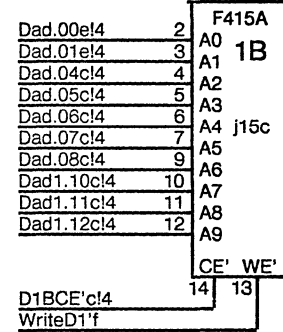 F415A
Dad.00e!4 2 A0 1B
Dad.01e!4 3 A1
Dad.04c!4 4 A2
Dad.05c!4 5 A3
Dad.06c!4 6 A4 j15c
Dad.07c!4 7 A5
Dad.08c!4 9 A6
Dad1.10c!4 10 A7
Dad1.11c!4 11 A8
Dad1.12c!4 12 A9
CE' WE'
14 13
D1BCE'c!4
WriteD1'f